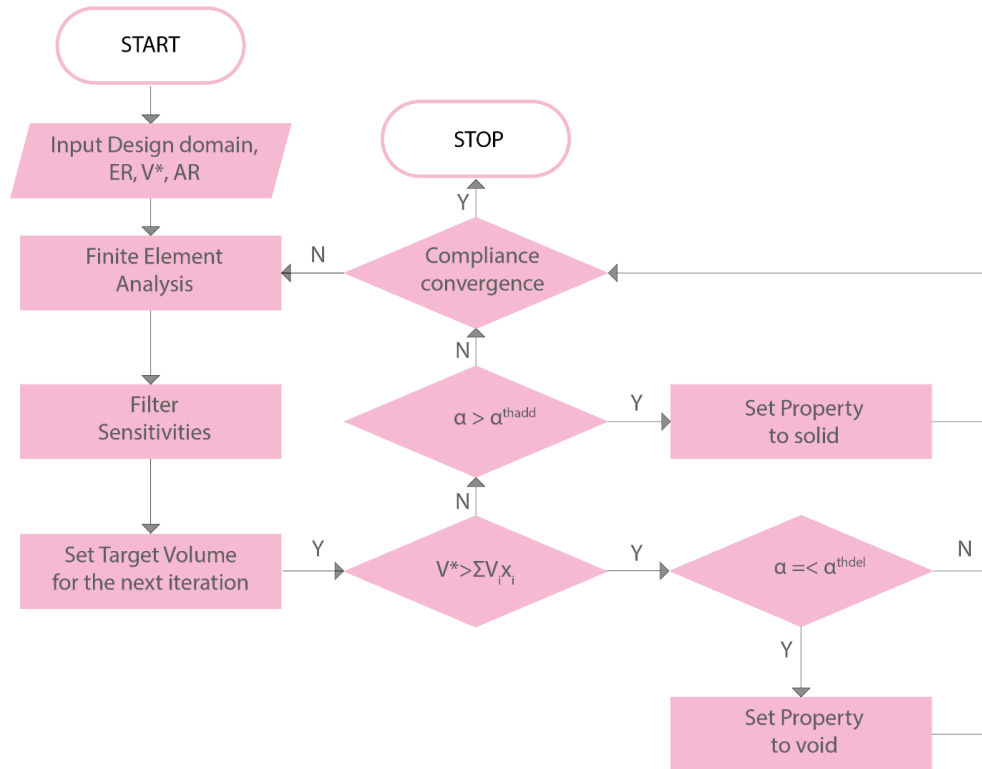 START
Input Design domain,
ER, V*, AR
STOP
Y
Finite Element
Analysis
N
Compliance
convergence
N
Filter
Sensitivities
α > α^thadd
Y
Set Property
to solid
N
Set Target Volume
for the next iteration
Y
V*>ΣVᵢxᵢ
Y
α =< α^thdel
N
Y
Set Property
to void